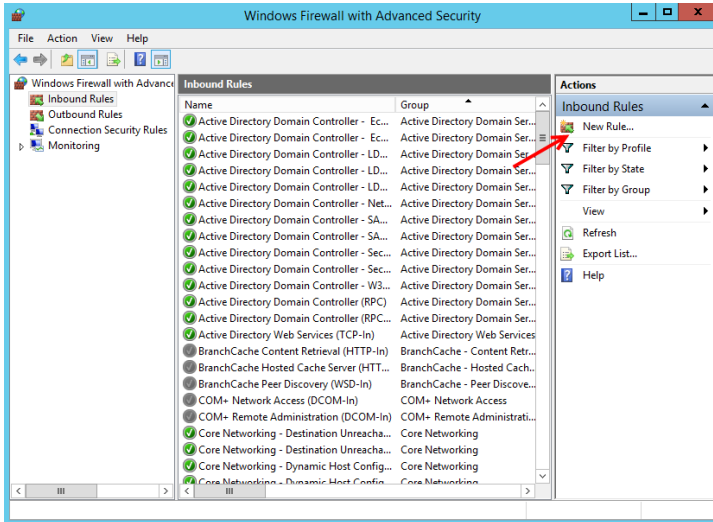 Windows Firewall with Advanced Security
File Action View Help
Windows Firewall with Advance
Inbound Rules
Outbound Rules
Connection Security Rules
Monitoring
Inbound Rules
Name Group
Active Directory Domain Controller - Ec... Active Directory Domain Ser...
Active Directory Domain Controller - Ec... Active Directory Domain Ser...
Active Directory Domain Controller - LD... Active Directory Domain Ser...
Active Directory Domain Controller - LD... Active Directory Domain Ser...
Active Directory Domain Controller - LD... Active Directory Domain Ser...
Active Directory Domain Controller - Net... Active Directory Domain Ser...
Active Directory Domain Controller - SA... Active Directory Domain Ser...
Active Directory Domain Controller - SA... Active Directory Domain Ser...
Active Directory Domain Controller - Sec... Active Directory Domain Ser...
Active Directory Domain Controller - Sec... Active Directory Domain Ser...
Active Directory Domain Controller - W3... Active Directory Domain Ser...
Active Directory Domain Controller (RPC) Active Directory Domain Ser...
Active Directory Domain Controller (RPC... Active Directory Domain Ser...
Active Directory Web Services (TCP-In) Active Directory Web Services
BranchCache Content Retrieval (HTTP-In) BranchCache - Content Retr...
BranchCache Hosted Cache Server (HTT... BranchCache - Hosted Cach...
BranchCache Peer Discovery (WSD-In) BranchCache - Peer Discove...
COM+ Network Access (DCOM-In) COM+ Network Access
COM+ Remote Administration (DCOM-In) COM+ Remote Administrati...
Core Networking - Destination Unreacha... Core Networking
Core Networking - Destination Unreacha... Core Networking
Core Networking - Dynamic Host Config... Core Networking
Core Networking - Dynamic Host Config... Core Networking
Actions
Inbound Rules
New Rule...
Filter by Profile
Filter by State
Filter by Group
View
Refresh
Export List...
Help